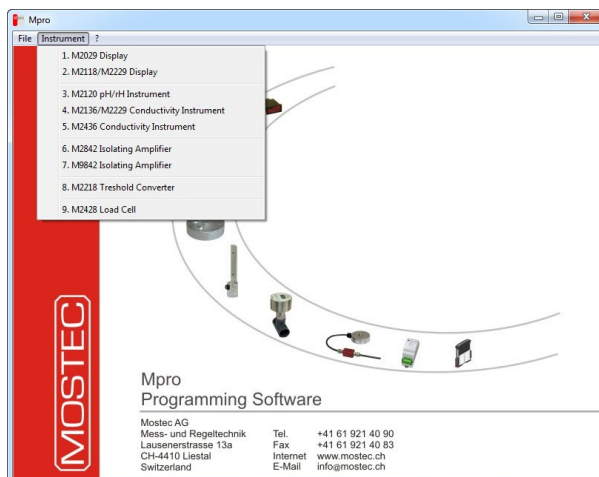 Mpro
File Instrument ?
1. M2029 Display
2. M2118/M2229 Display
3. M2120 pH/rH Instrument
4. M2136/M2229 Conductivity Instrument
5. M2436 Conductivity Instrument
6. M2842 Isolating Amplifier
7. M9842 Isolating Amplifier
8. M2218 Treshold Converter
9. M2428 Load Cell
MOSTEC
Mpro
Programming Software
Mostec AG
Mess- und Regeltechnik Tel. +41 61 921 40 90
Lausenerstrasse 13a Fax +41 61 921 40 83
CH-4410 Liestal Internet www.mostec.ch
Switzerland E-Mail info@mostec.ch